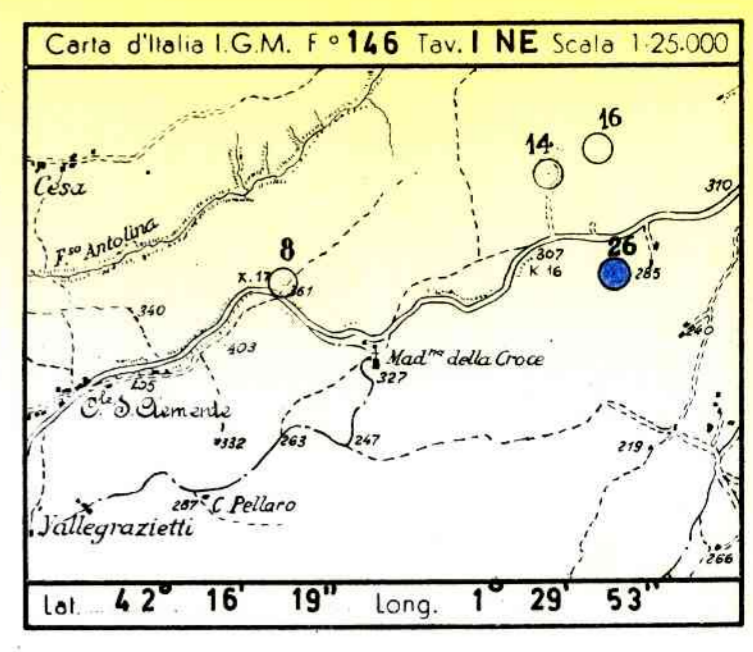 Carta d'Italia I.G.M. F° 146 Tav. I NE Scala 1:25.000
16
14
Cesa
310
F.so Antolina
8
307
26
K. 17
K 16
285
361
340
240
403
Mad.na della Croce
327
C.le S. Clemente
332
263
247
219
267
C. Pellaro
Vallegrazietti
266
Lat. 42° 16' 19" Long. 1° 29' 53"